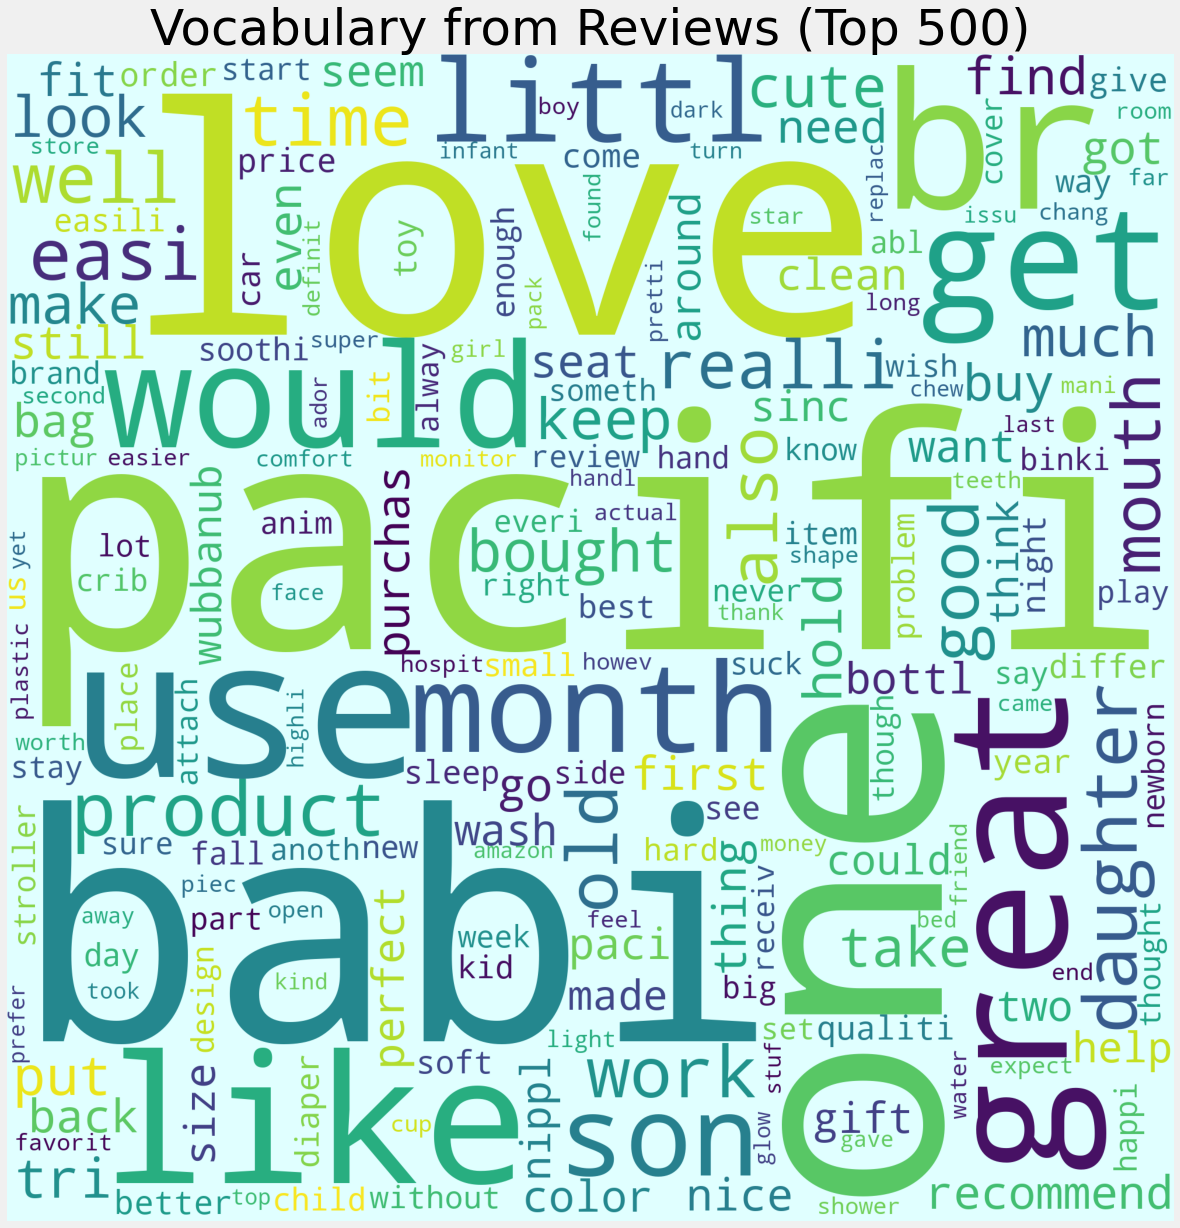 Vocabulary from Reviews (Top 500)
fit order start seem littl cute find give
look time boy dark need br cover room
store love price infant come turn replac got
well even toy found star issu way far
easili definit enough around abl chang
easi car pack pretti clean get
make long
still soothi super girl seat realli wish much
brand would ador bit alway someth keep sinc chew buy mani
second
bag last mouth
pictur easier comfort monitor review hand also know want binki
wubbanub anim purchas handl pacifi teeth
lot everi actual item good think night
yet crib bought shape problem
us face right best never hold play
plastic thank
hospit small howev suck bottl say differ
place attach highli use month came
worth though great daughter newborn
stay sleep go side first one year
stroller product wash old see
sure fall anoth new amazon hard money could friend
piec thing receiv
away part open perfect week feel paci take bed thought
day babi kid big end
took design kind made two
prefer light set qualiti
put soft nippl work stuf water expect help
back size diaper like cup son glow gift gave happi
favorit
tri
better top child without color nice shower recommend